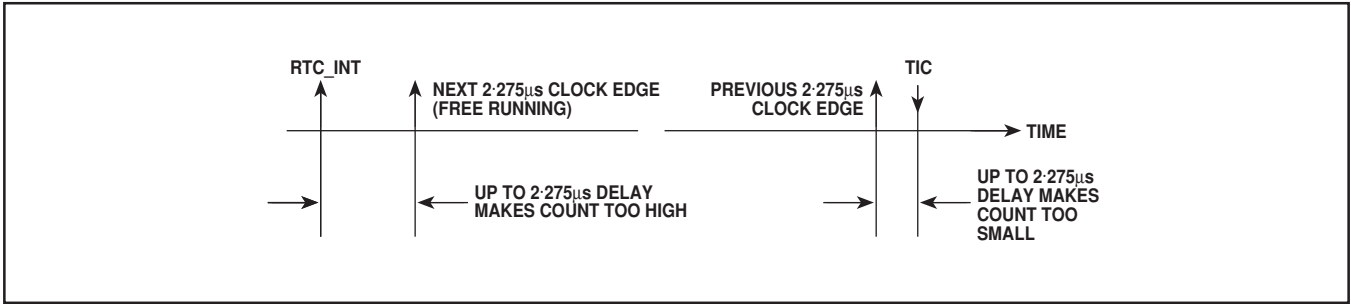 RTC_INT
NEXT 2·275µs CLOCK EDGE
(FREE RUNNING)
PREVIOUS 2·275µs
CLOCK EDGE
TIC
TIME
UP TO 2·275µs DELAY
MAKES COUNT TOO HIGH
UP TO 2·275µs
DELAY MAKES
COUNT TOO
SMALL